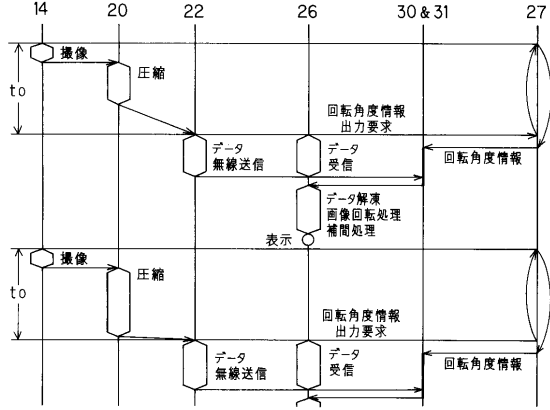 14 20 22 26 30&31 27
撮像
圧縮
to
回転角度情報
出力要求
データ
無線送信
データ
受信
回転角度情報
データ解凍
画像回転処理
補間処理
表示
撮像
圧縮
to
回転角度情報
出力要求
データ
無線送信
データ
受信
回転角度情報